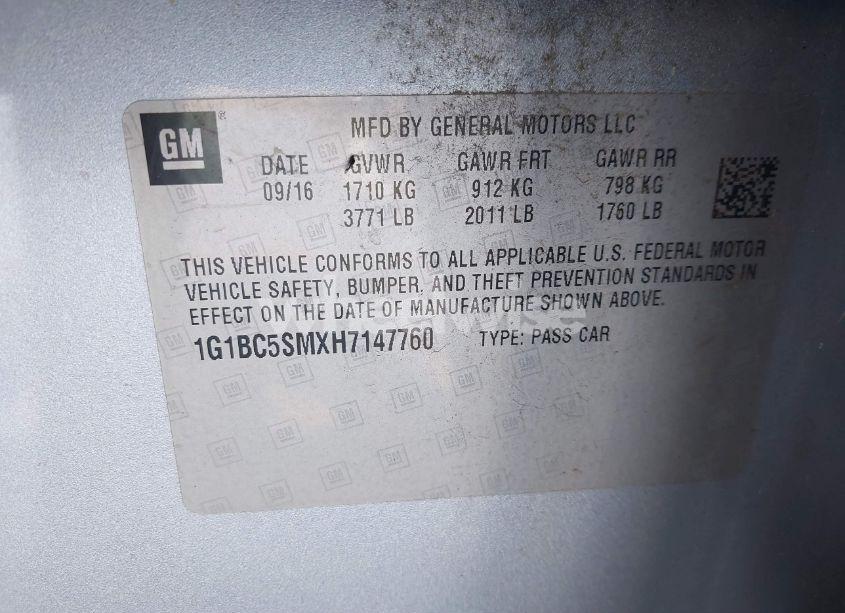 GM
MFD BY GENERAL MOTORS LLC
DATE GVWR GAWR FRT GAWR RR
09/16 1710 KG 912 KG 798 KG
3771 LB 2011 LB 1760 LB
THIS VEHICLE CONFORMS TO ALL APPLICABLE U.S. FEDERAL MOTOR
VEHICLE SAFETY, BUMPER, AND THEFT PREVENTION STANDARDS IN
EFFECT ON THE DATE OF MANUFACTURE SHOWN ABOVE.
1G1BC5SMXH7147760 TYPE: PASS CAR